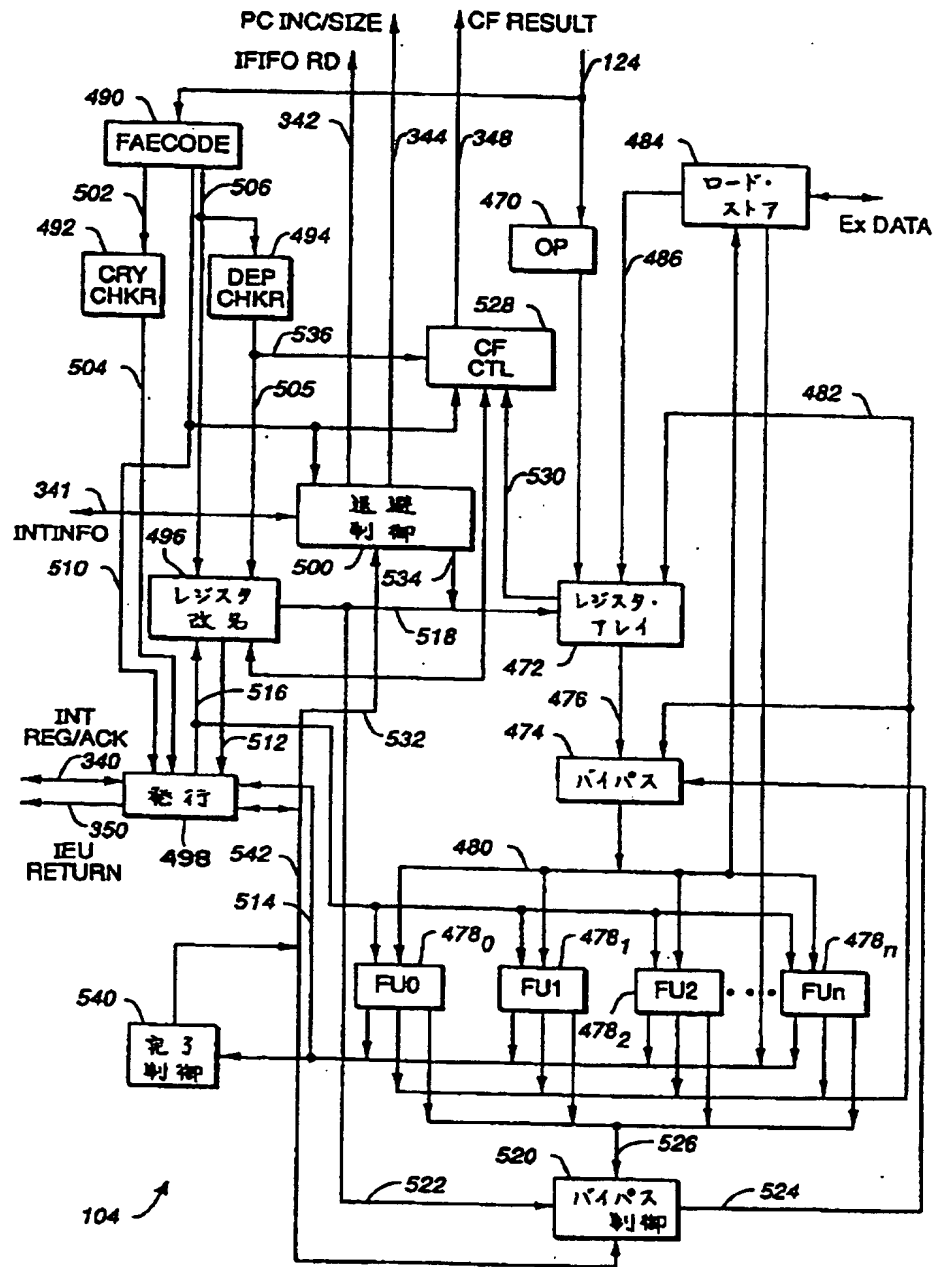 PC INC/SIZE
CF RESULT
IFIFO RD
124
490
342
344
348
484
FAECODE
ロード・
ストア
502
506
470
Ex DATA
492
494
OP
486
CRY
CHKR
DEP
CHKR
528
536
CF
CTL
504
505
482
341
530
INTINFO
退避
制御
496
500
534
510
レジスタ
改名
518
レジスタ・
アレイ
472
516
476
INT
REG/ACK
512
532
474
340
発行
バイパス
350
498
IEU
RETURN
542
480
514
478₀
478₁
478ₙ
FU0
FU1
FU2
FUn
540
478₂
完了
制御
520
526
522
バイパス
制御
524
104